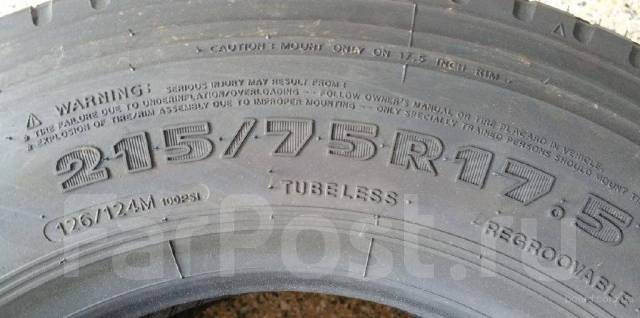 ⚠ CAUTION : MOUNT ONLY ON 17.5 INCH RIM.
⚠ WARNING: SERIOUS INJURY MAY RESULT FROM :
TIRE FAILURE DUE TO UNDERINFLATION/OVERLOADING -- FOLLOW OWNER'S MANUAL OR TIRE PLACARD IN VEHICLE.
EXPLOSION OF TIRE/RIM ASSEMBLY DUE TO IMPROPER MOUNTING -- ONLY SPECIALLY TRAINED PERSONS SHOULD MOUNT
215/75R17.5
126/124M 100PSI
TUBELESS
REGROOVABLE
FarPost.ru